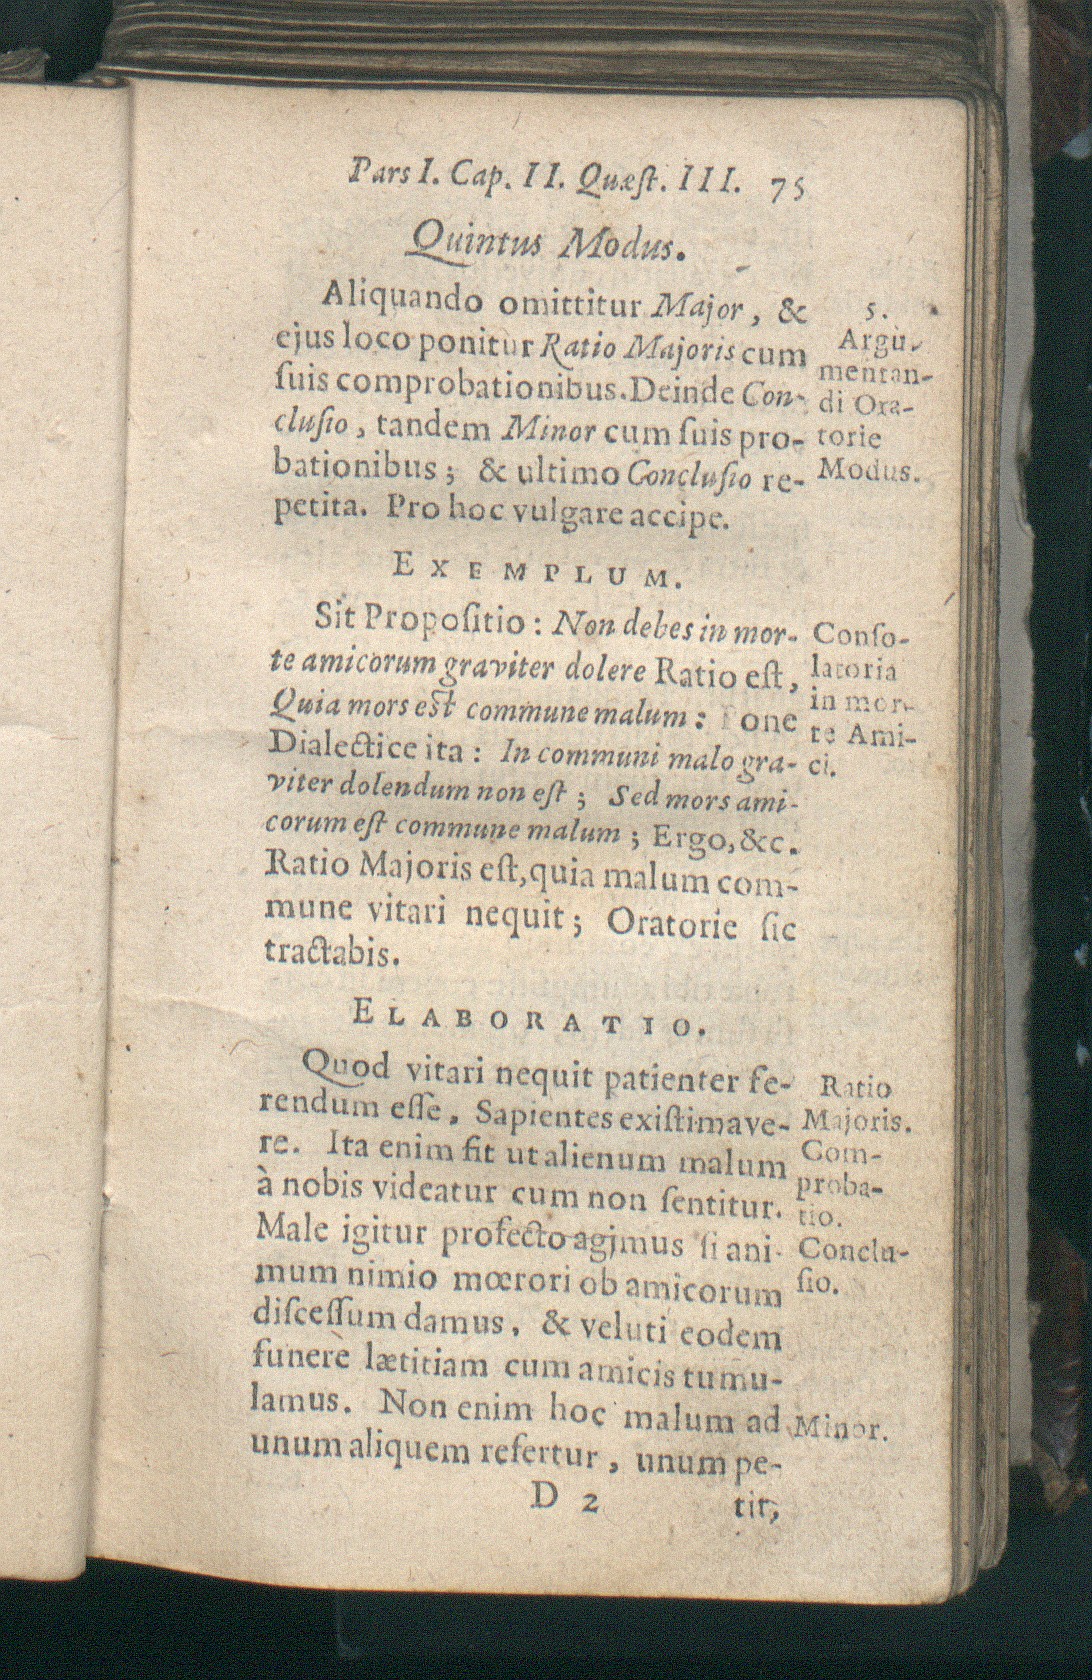 Pars I. Cap. II. Quæſt. III. 75
Quintus Modus.
Aliquando omittitur Major, &
ejus loco ponitur Ratio Majoris cum
ſuis comprobationibus. Deinde Con-
cluſio, tandem Minor cum ſuis pro-
bationibus; & ultimo Concluſio re-
petita. Pro hoc vulgare accipe.
5.
Argu-
mentan-
di Ora-
torie
Modus.
EXEMPLUM.
Sit Propoſitio: Non debes in mor-
te amicorum graviter dolere Ratio eſt,
Quia mors eſt commune malum: Pone
Dialectice ita: In communi malo gra-
viter dolendum non eſt; Sed mors ami-
corum eſt commune malum; Ergo, &c.
Ratio Majoris eſt, quia malum com-
mune vitari nequit; Oratorie ſic
tractabis.
Conſo-
latoria
in mor-
te Ami-
ci.
ELABORATIO.
Quod vitari nequit patienter fe-
rendum eſſe, Sapientes exiſtimave-
re. Ita enim fit ut alienum malum
à nobis videatur cum non ſentitur.
Male igitur profecto agimus ſi ani-
mum nimio mœrori ob amicorum
diſceſſum damus, & veluti eodem
funere lætitiam cum amicis tumu-
lamus. Non enim hoc malum ad
unum aliquem refertur, unum pe-
Ratio
Majoris.
Com-
proba-
tio.
Conclu-
ſio.
Minor.
D 2
tit,